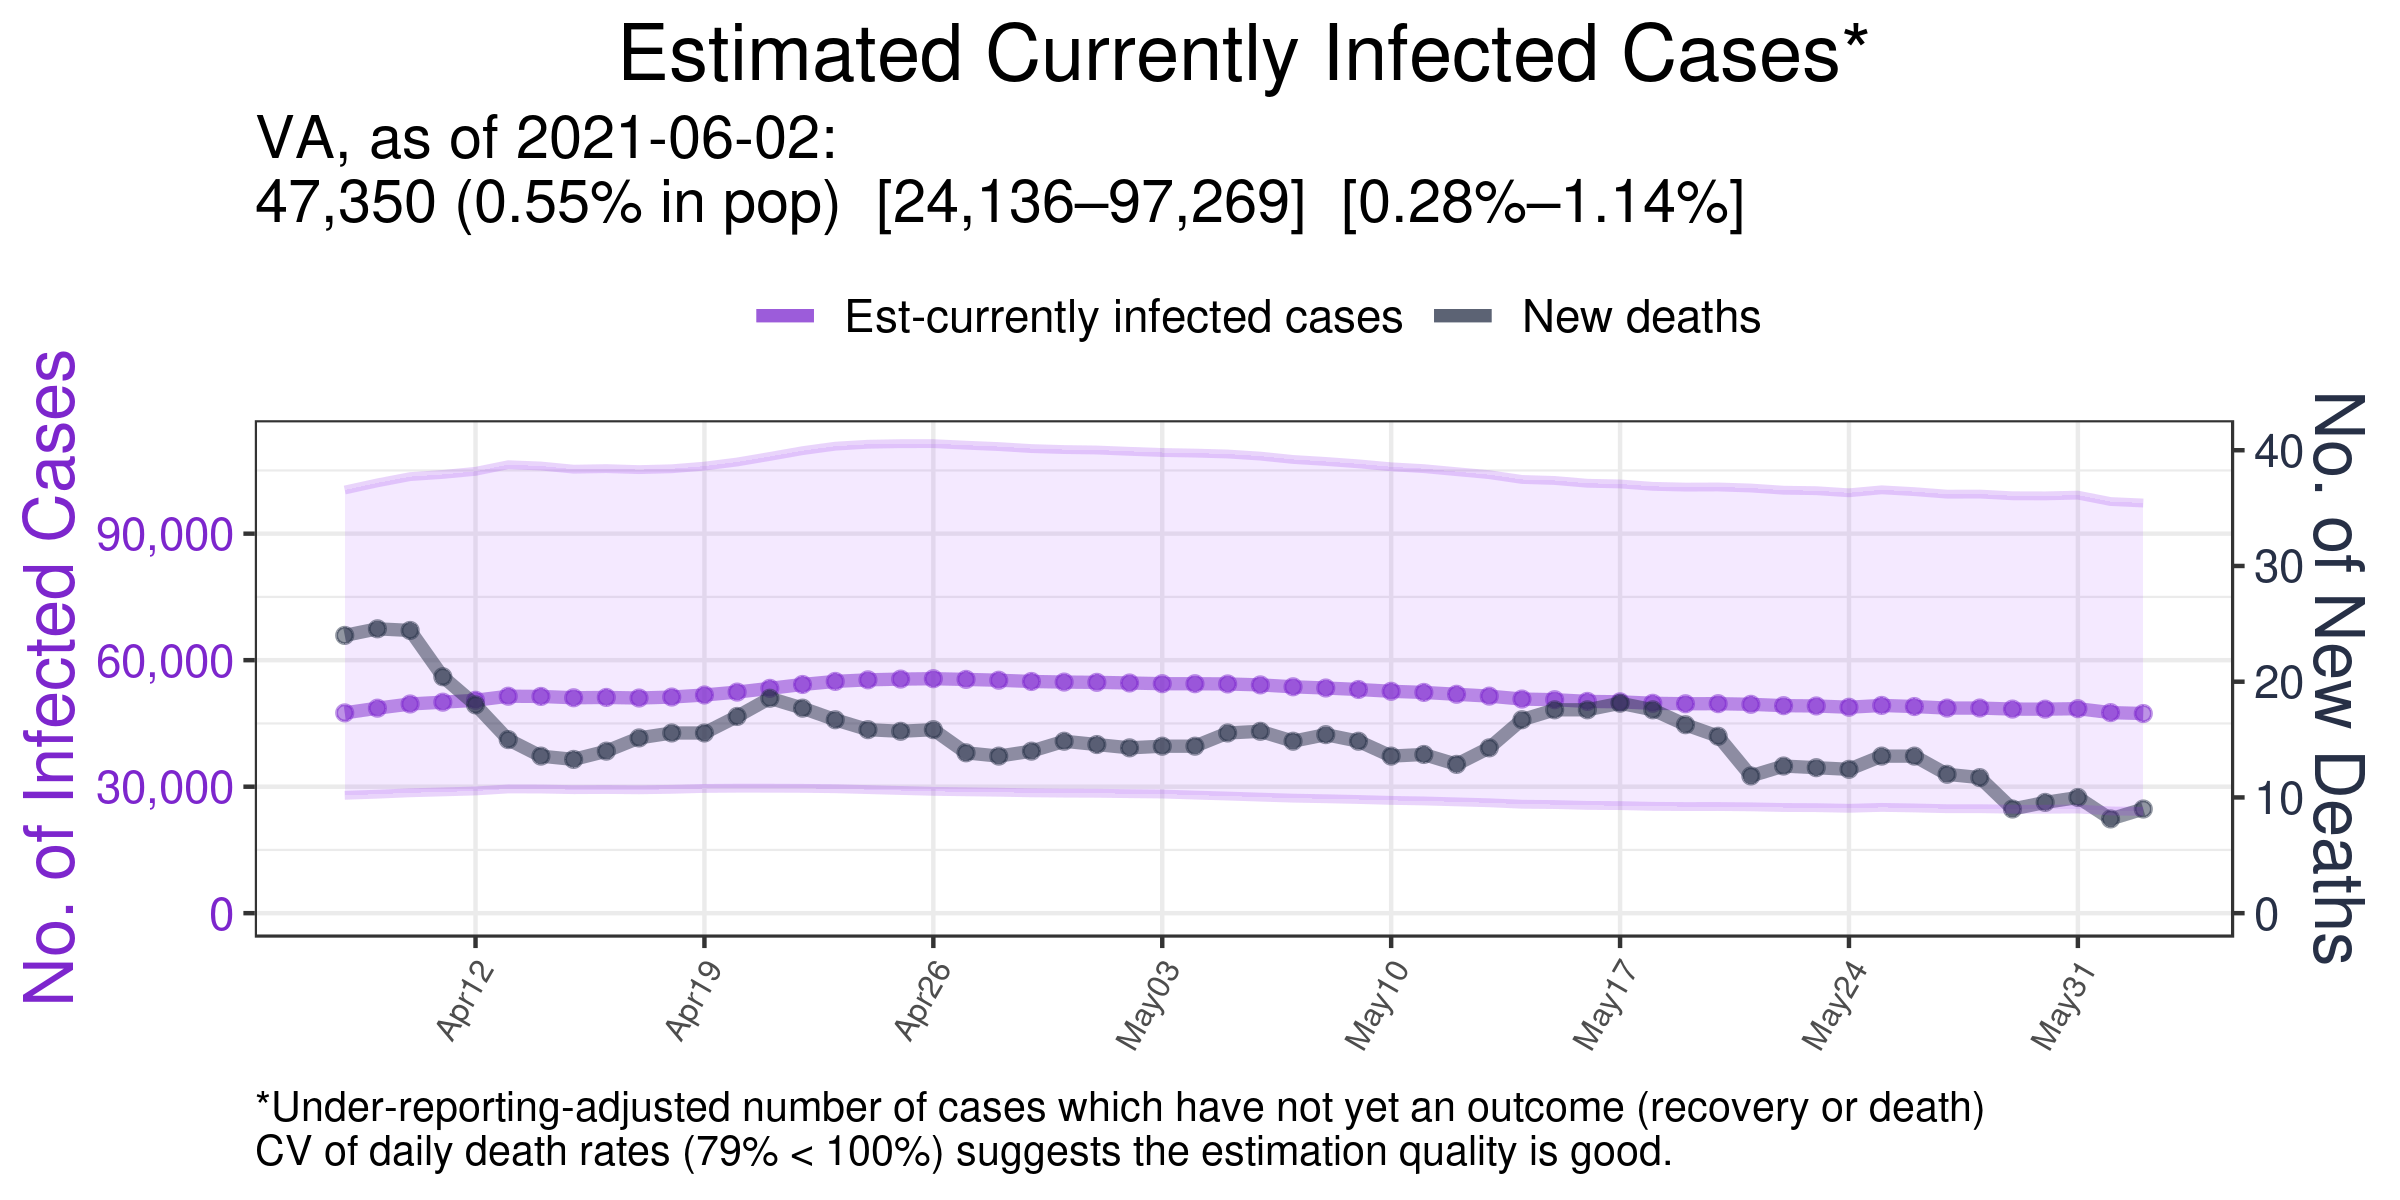 Estimated Currently Infected Cases*
VA, as of 2021-06-02:
47,350 (0.55% in pop)  [24,136–97,269]  [0.28%–1.14%]
Est-currently infected cases
New deaths
No. of Infected Cases
90,000
60,000
30,000
0
40
30
20
10
0
No. of New Deaths
Apr12
Apr19
Apr26
May03
May10
May17
May24
May31
*Under-reporting-adjusted number of cases which have not yet an outcome (recovery or death)
CV of daily death rates (79% < 100%) suggests the estimation quality is good.